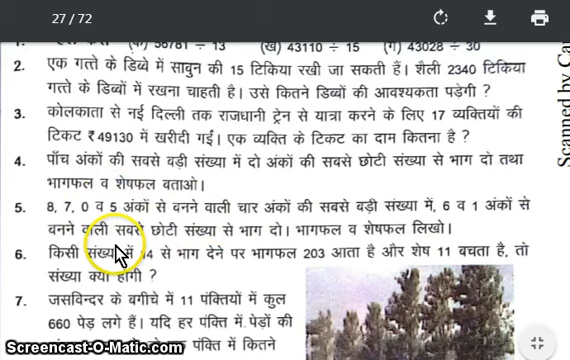 27 / 72
(क) 56781 ÷ 13 (ख) 43110 ÷ 15 (ग) 43028 ÷ 30
2. एक गत्ते के डिब्बे में साबुन की 15 टिकिया रखी जा सकती हैं। शैली 2340 टिकिया
गत्ते के डिब्बों में रखना चाहती है। उसे कितने डिब्बों की आवश्यकता पड़ेगी ?
3. कोलकाता से नई दिल्ली तक राजधानी ट्रेन से यात्रा करने के लिए 17 व्यक्तियों की
टिकट ₹ 49130 में खरीदी गईं। एक व्यक्ति के टिकट का दाम कितना है ?
4. पाँच अंकों की सबसे बड़ी संख्या में दो अंकों की सबसे छोटी संख्या से भाग दो तथा
भागफल व शेषफल बताओ।
5. 8, 7, 0 व 5 अंकों से बनने वाली चार अंकों की सबसे बड़ी संख्या में, 6 व 1 अंकों से
बनने वाली सबसे छोटी संख्या से भाग दो। भागफल व शेषफल लिखो।
6. किसी संख्या में 14 से भाग देने पर भागफल 203 आता है और शेष 11 बचता है, तो
संख्या क्या होगी ?
7. जसविन्दर के बगीचे में 11 पंक्तियों में कुल
660 पेड़ लगे हैं। यदि हर पंक्ति में पेड़ों की
पंक्ति में कितने
Scanned by Ca
Screencast-O-Matic.com